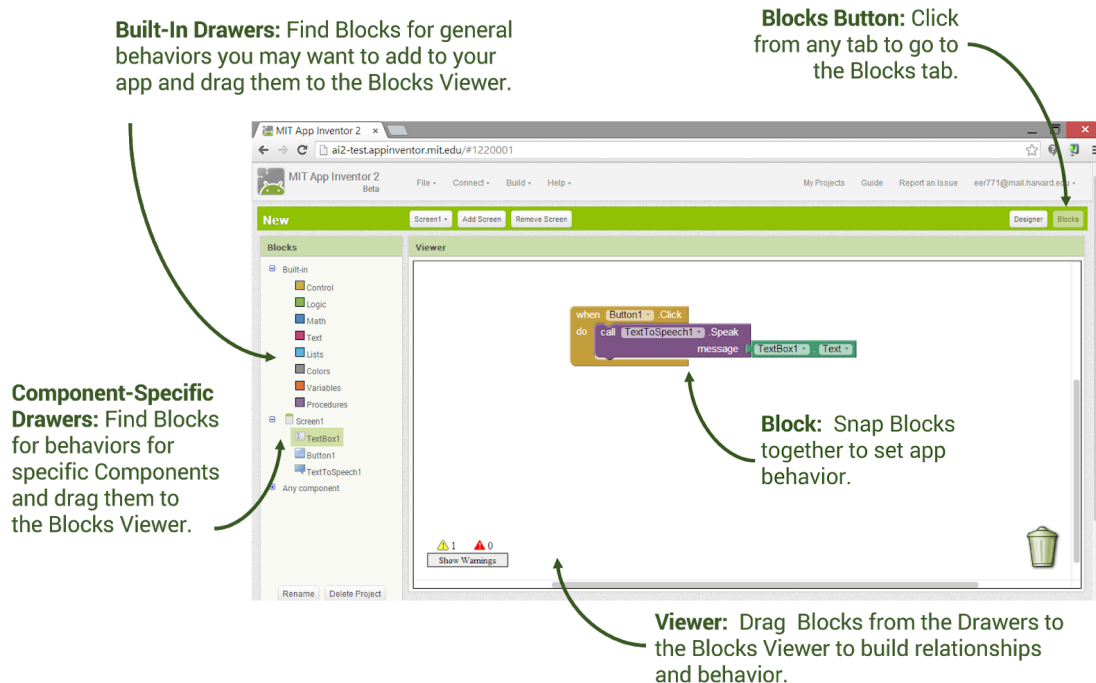 Built-In Drawers: Find Blocks for general
behaviors you may want to add to your
app and drag them to the Blocks Viewer.
Blocks Button: Click
from any tab to go to
the Blocks tab.
MIT App Inventor 2
ai2-test.appinventor.mit.edu/#1220001
MIT App Inventor 2
Beta
File
Connect
Build
Help
My Projects
Guide
Report an Issue
eer771@mail.harvard.edu
New
Screen1
Add Screen
Remove Screen
Designer
Blocks
Blocks
Viewer
Built-in
Control
Logic
Math
Text
Lists
Colors
Variables
Procedures
Screen1
TextBox1
Button1
TextToSpeech1
Any component
Rename
Delete Project
when Button1 .Click
do call TextToSpeech1 .Speak
message TextBox1 . Text
1 0
Show Warnings
Component-Specific
Drawers: Find Blocks
for behaviors for
specific Components
and drag them to
the Blocks Viewer.
Block: Snap Blocks
together to set app
behavior.
Viewer: Drag Blocks from the Drawers to
the Blocks Viewer to build relationships
and behavior.